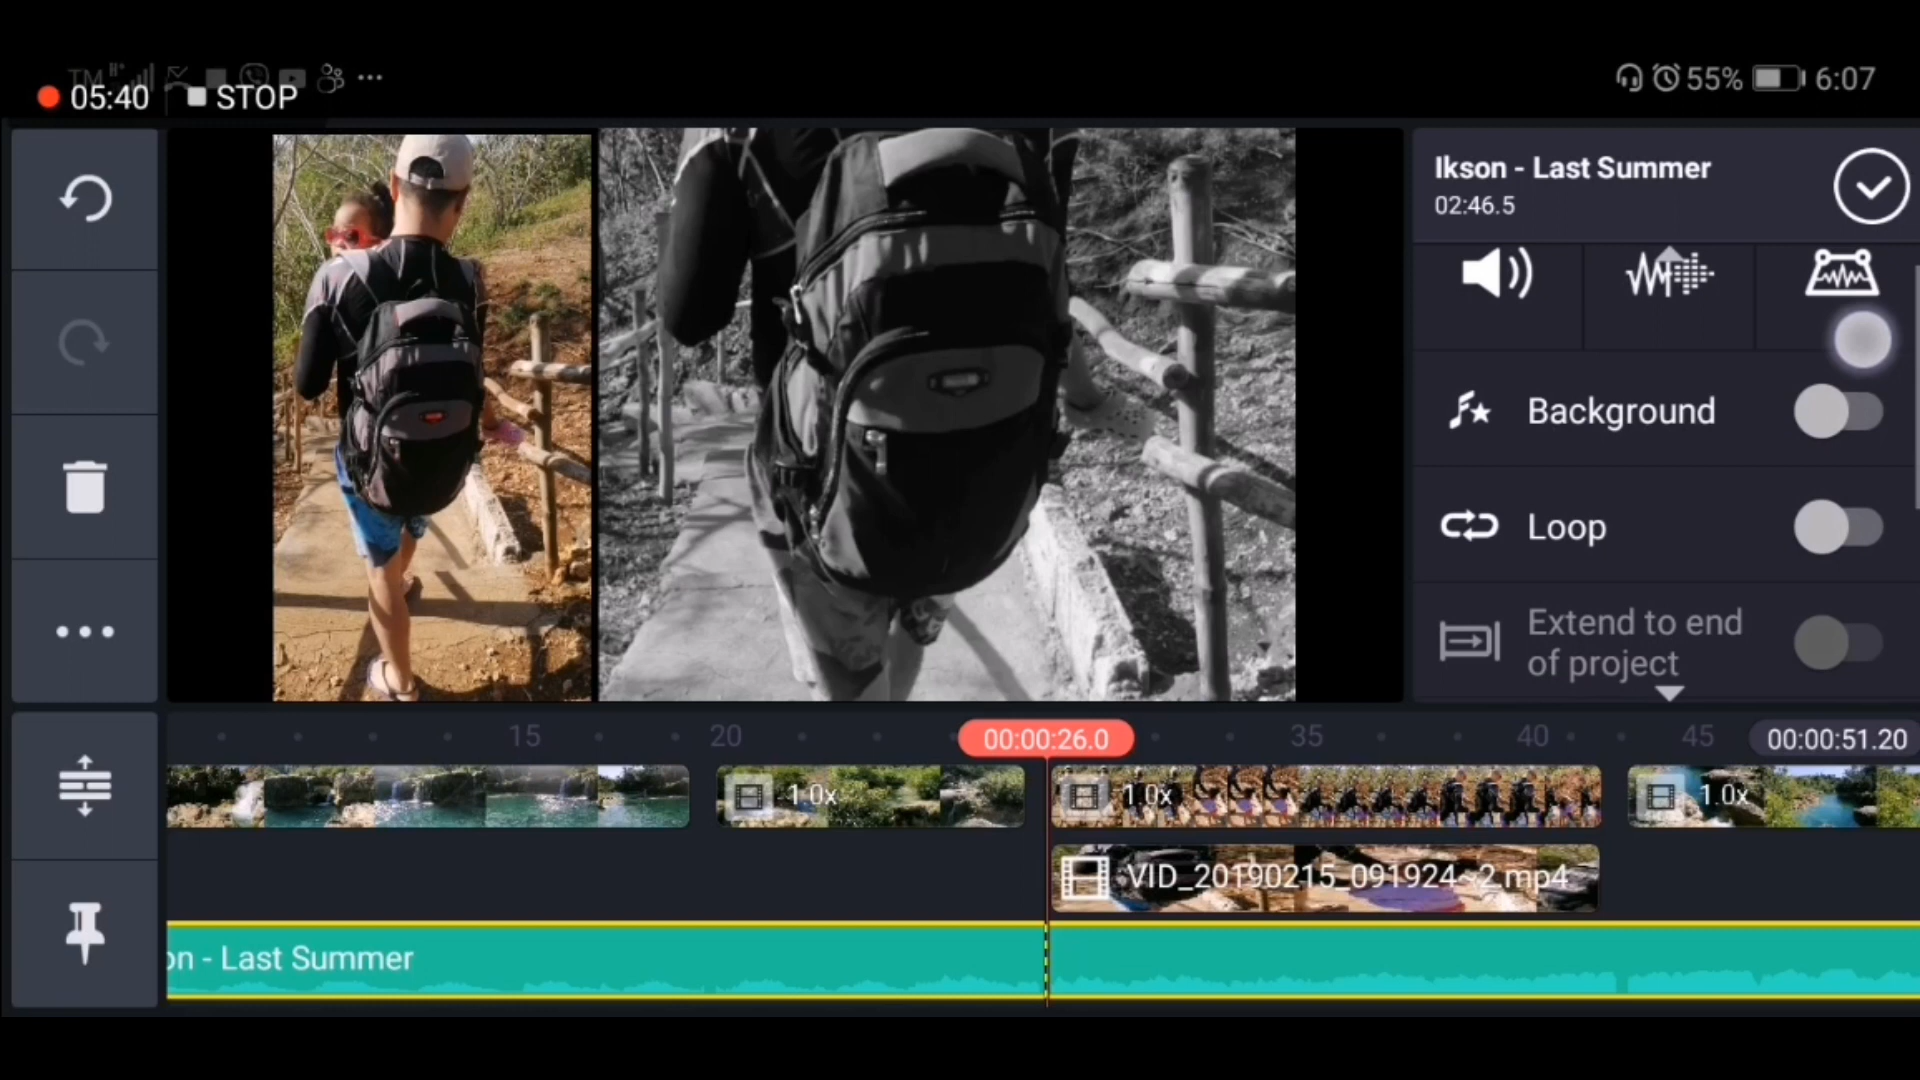 TM
05:40 STOP
55% 6:07
Ikson - Last Summer
02:46.5
Background
Loop
Extend to end
of project
15 20 00:00:26.0 35 40 45 00:00:51.20
1.0x 1.0x 1.0x
VID_20190215_091924~2.mp4
on - Last Summer